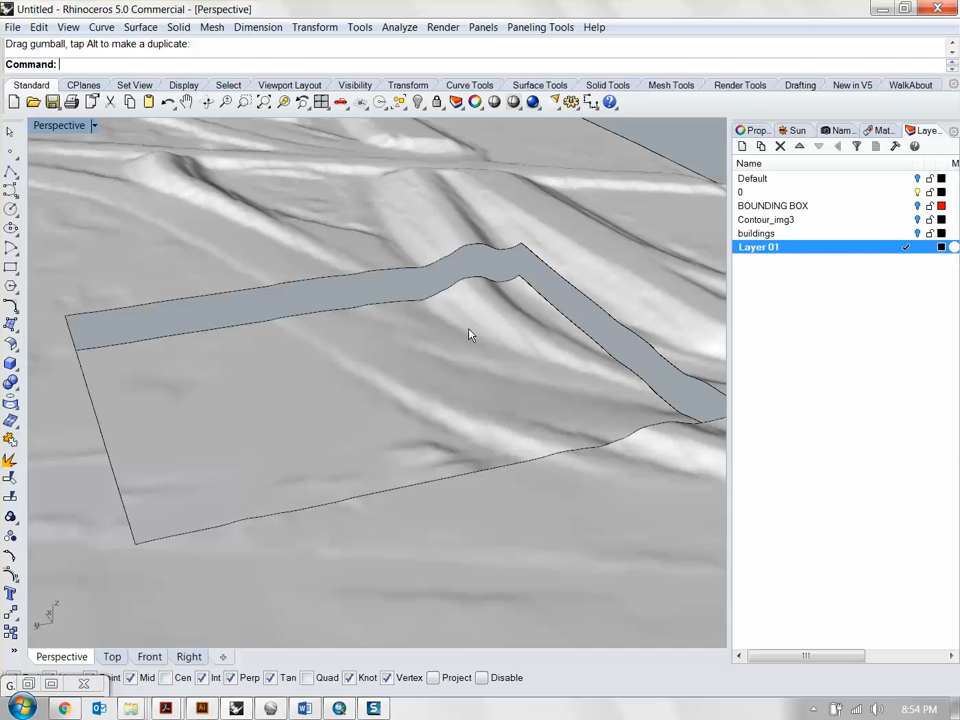 Untitled - Rhinoceros 5.0 Commercial - [Perspective]
File Edit View Curve Surface Solid Mesh Dimension Transform Tools Analyze Render Panels Paneling Tools Help
Drag gumball, tap Alt to make a duplicate:
Command:
Standard CPlanes Set View Display Select Viewport Layout Visibility Transform Curve Tools Surface Tools Solid Tools Mesh Tools Render Tools Drafting New in V5 WalkAbout
Perspective
Prop... Sun Nam... Mat... Laye...
Name M
Default
0
BOUNDING BOX
Contour_img3
buildings
Layer 01
z
x
y
Perspective Top Front Right
Mid Cen Int Perp Tan Quad Knot Vertex Project Disable
G.
8:54 PM